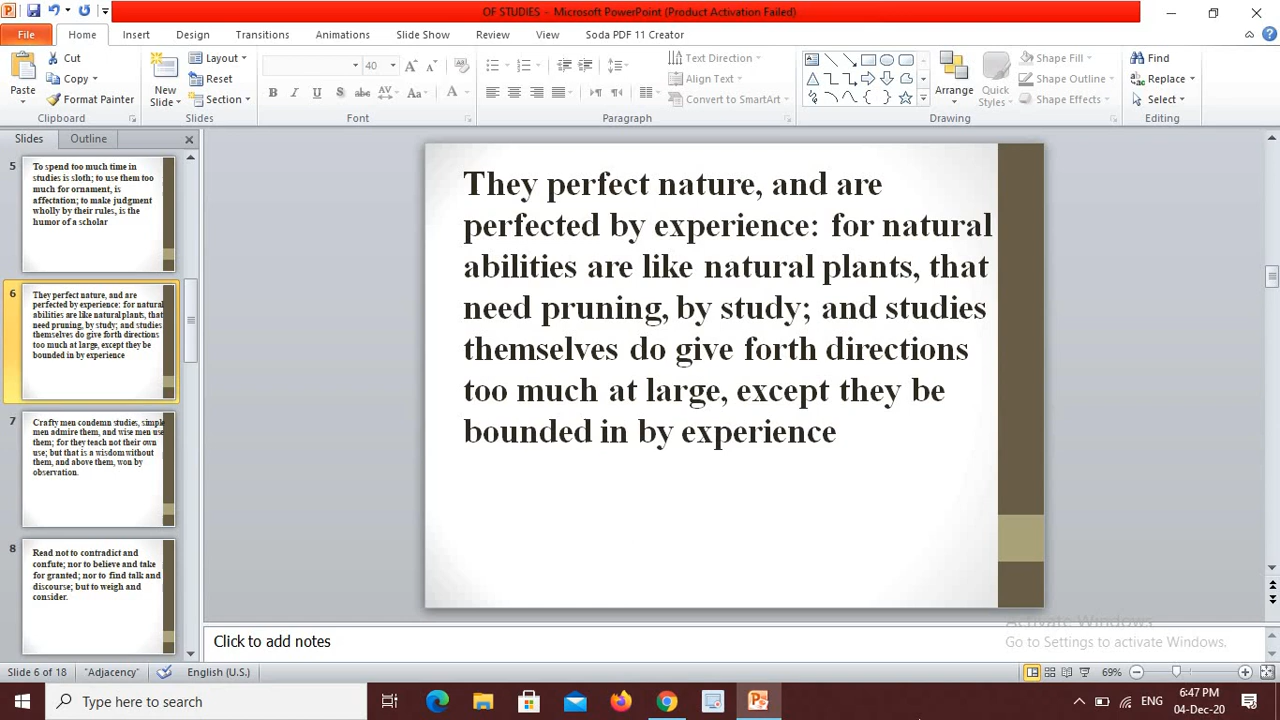 OF STUDIES - Microsoft PowerPoint (Product Activation Failed)
File Home Insert Design Transitions Animations Slide Show Review View Soda PDF 11 Creator
Paste
Cut
Copy
Format Painter
Clipboard
New
Slide
Layout
Reset
Section
Slides
40
B I U S abc AV Aa A
Font
Text Direction
Align Text
Convert to SmartArt
Paragraph
Arrange
Quick
Styles
Shape Fill
Shape Outline
Shape Effects
Drawing
Find
Replace
Select
Editing
Slides Outline
5
To spend too much time in
studies is sloth; to use them too
much for ornament, is
affectation; to make judgment
wholly by their rules, is the
humor of a scholar
6
They perfect nature, and are
perfected by experience: for natural
abilities are like natural plants, that
need pruning, by study; and studies
themselves do give forth directions
too much at large, except they be
bounded in by experience
7
Crafty men condemn studies, simple
men admire them, and wise men use
them; for they teach not their own
use; but that is a wisdom without
them, and above them, won by
observation.
8
Read not to contradict and
confute; nor to believe and take
for granted; nor to find talk and
discourse; but to weigh and
consider.
They perfect nature, and are
perfected by experience: for natural
abilities are like natural plants, that
need pruning, by study; and studies
themselves do give forth directions
too much at large, except they be
bounded in by experience
Activate Windows
Go to Settings to activate Windows.
Click to add notes
Slide 6 of 18 "Adjacency" English (U.S.) 69%
Type here to search
ENG
6:47 PM
04-Dec-20